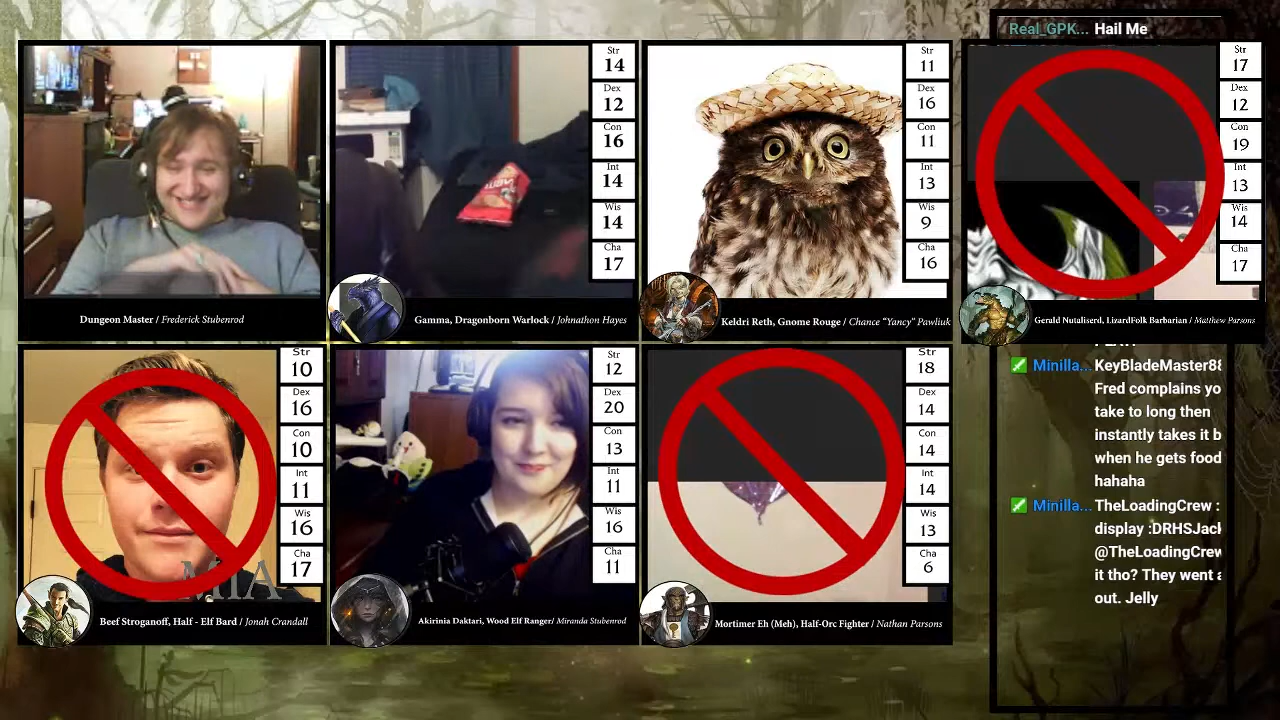 Real_GPK... Hail Me
Str
14
Dex
12
Con
16
Int
14
Wis
14
Cha
17
Str
11
Dex
16
Con
11
Int
13
Wis
9
Cha
16
Str
17
Dex
12
Con
19
Int
13
Wis
14
Cha
17
Dungeon Master / Frederick Stubenrod
Gamma, Dragonborn Warlock / Johnathon Hayes
Keldri Reth, Gnome Rouge / Chance "Yancy" Pawliuk
Gerald Nutaliserd, LizardFolk Barbarian / Matthew Parsons
Str
10
Dex
16
Con
10
Int
11
Wis
16
Cha
17
MIA
Str
12
Dex
20
Con
13
Int
11
Wis
16
Cha
11
Str
18
Dex
14
Con
14
Int
14
Wis
13
Cha
6
Beef Stroganoff, Half - Elf Bard / Jonah Crandall
Akirinia Daktari, Wood Elf Ranger/ Miranda Stubenrod
Mortimer Eh (Meh), Half-Orc Fighter / Nathan Parsons
Minilla... KeyBladeMaster88
Fred complains yo
take to long then
instantly takes it b
when he gets food
hahaha
Minilla... TheLoadingCrew :
display :DRHSJack
@TheLoadingCrew
it tho? They went a
out. Jelly